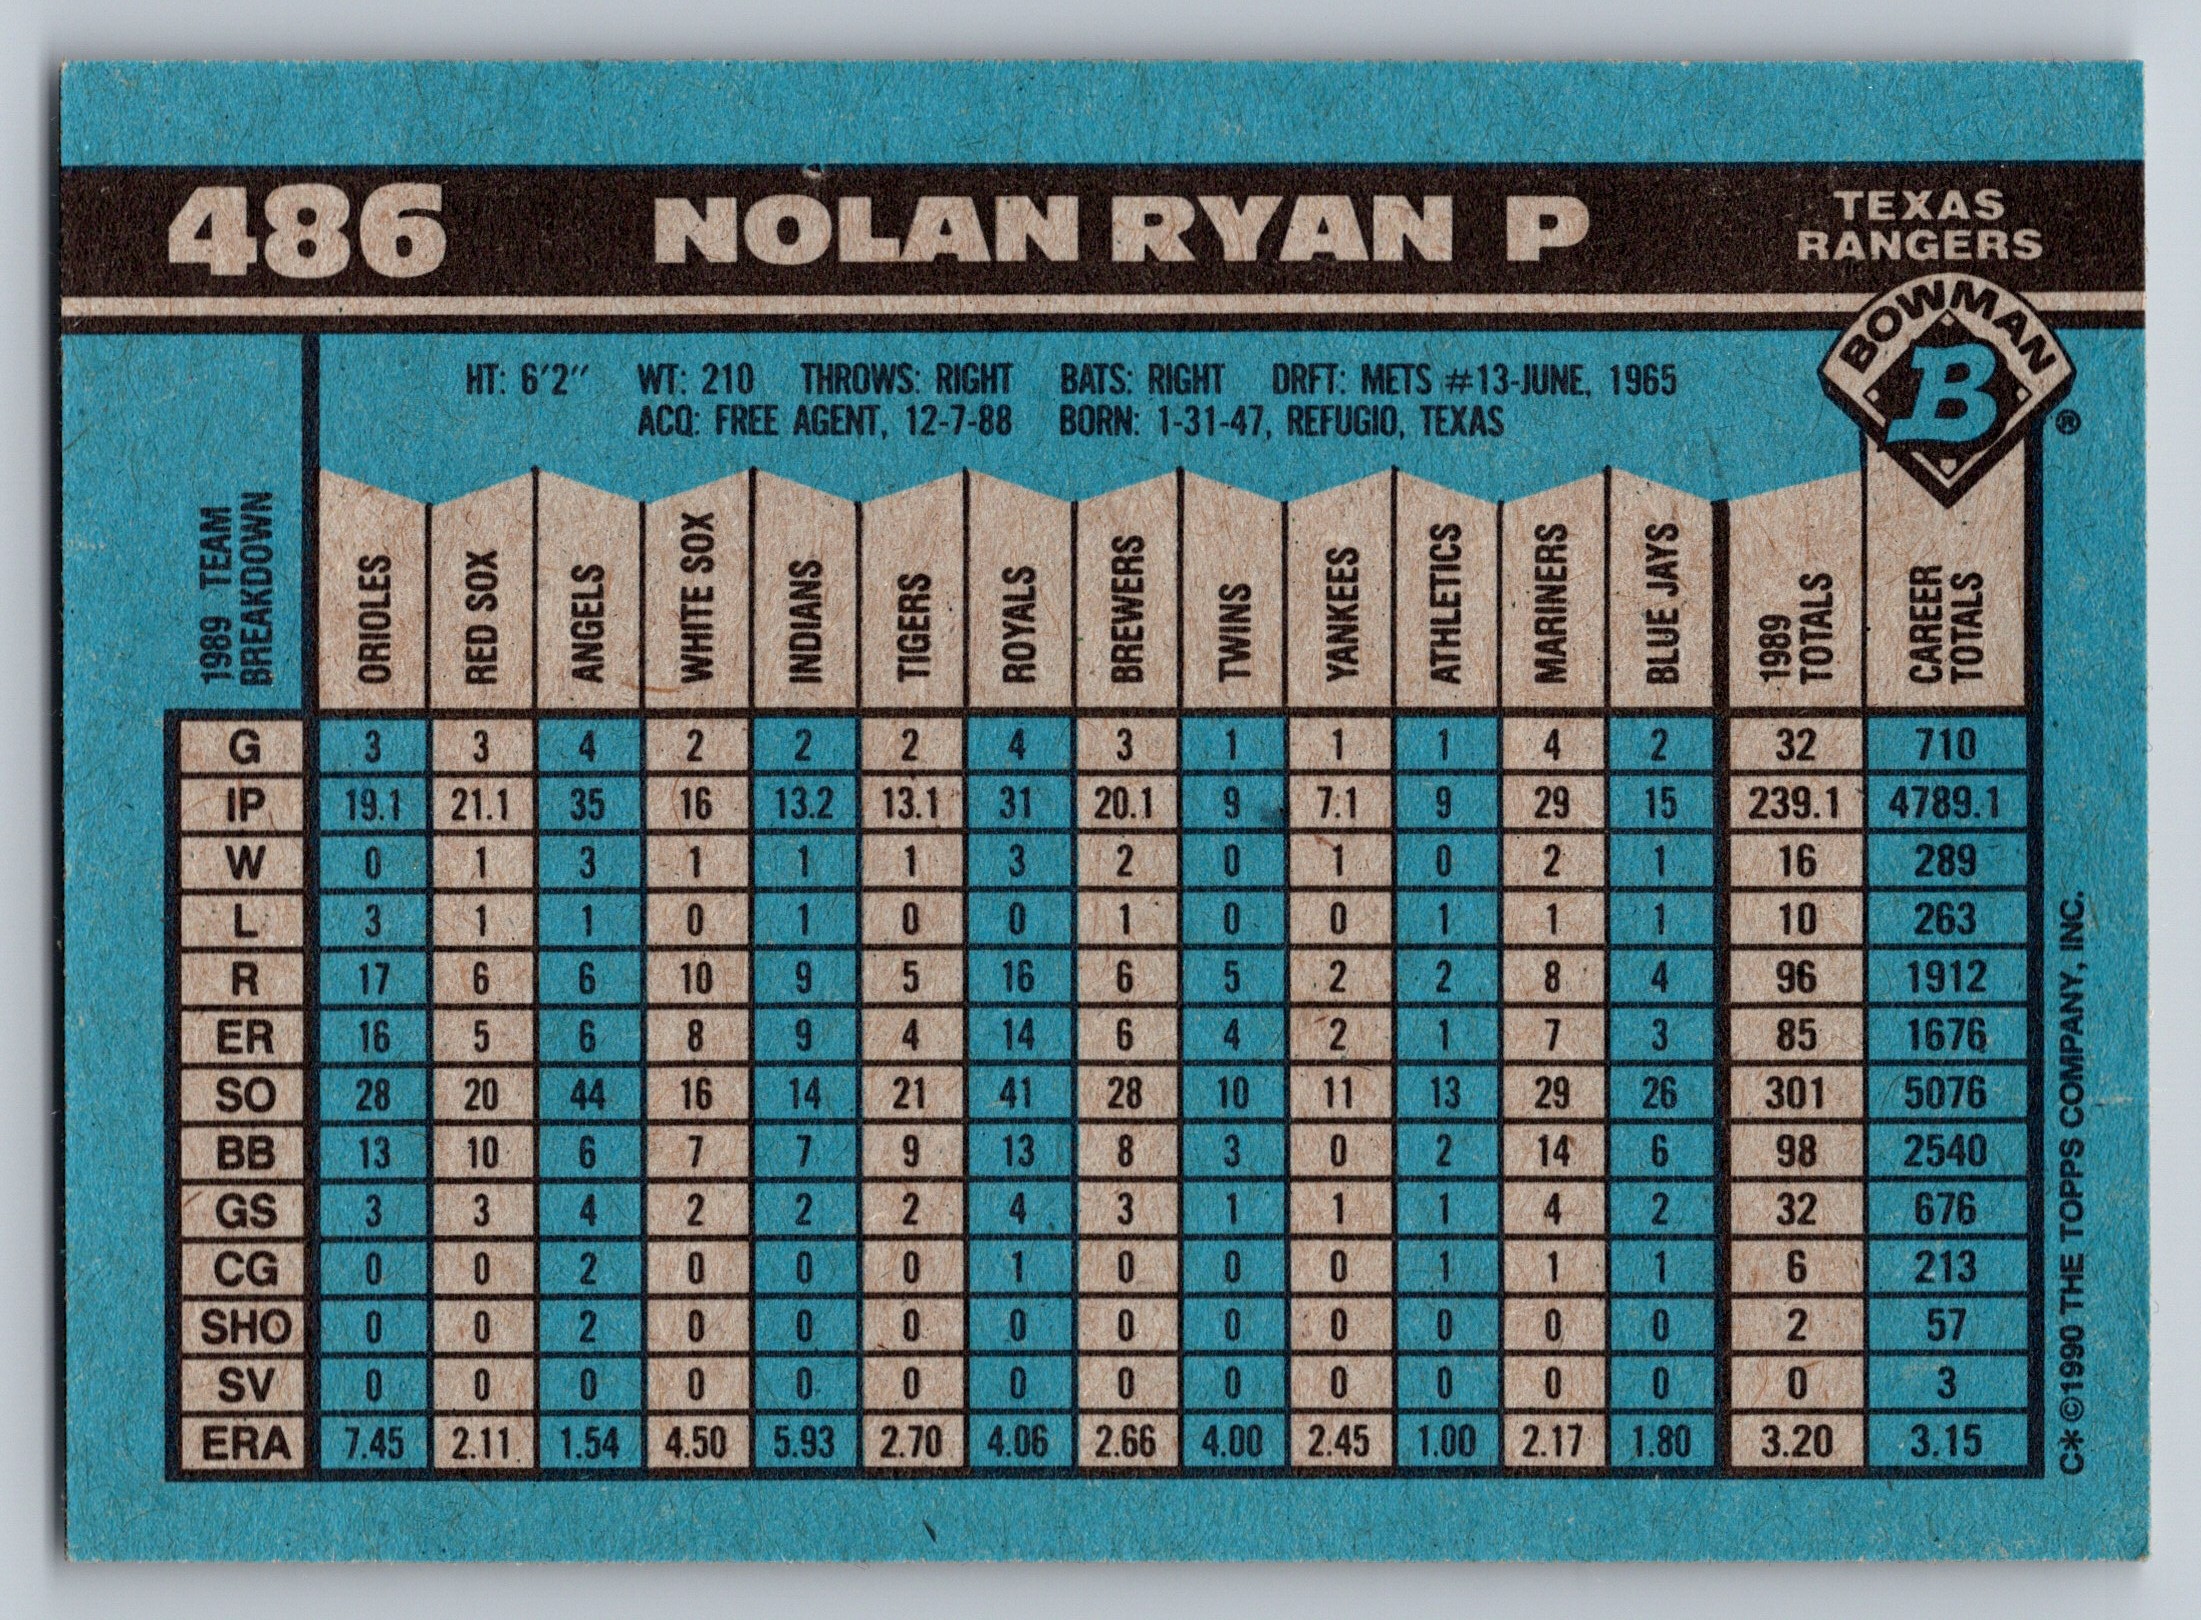 486 NOLAN RYAN P TEXAS RANGERS
BOWMAN
B ®
HT: 6'2" WT: 210 THROWS: RIGHT BATS: RIGHT DRFT: METS #13-JUNE, 1965
ACQ: FREE AGENT, 12-7-88 BORN: 1-31-47, REFUGIO, TEXAS
1989 TEAM BREAKDOWN ORIOLES RED SOX ANGELS WHITE SOX INDIANS TIGERS ROYALS BREWERS TWINS YANKEES ATHLETICS MARINERS BLUE JAYS 1989 TOTALS CAREER TOTALS
G 3 3 4 2 2 2 4 3 1 1 1 4 2 32 710
IP 19.1 21.1 35 16 13.2 13.1 31 20.1 9 7.1 9 29 15 239.1 4789.1
W 0 1 3 1 1 1 3 2 0 1 0 2 1 16 289
L 3 1 1 0 1 0 0 1 0 0 1 1 1 10 263
R 17 6 6 10 9 5 16 6 5 2 2 8 4 96 1912
ER 16 5 6 8 9 4 14 6 4 2 1 7 3 85 1676
SO 28 20 44 16 14 21 41 28 10 11 13 29 26 301 5076
BB 13 10 6 7 7 9 13 8 3 0 2 14 6 98 2540
GS 3 3 4 2 2 2 4 3 1 1 1 4 2 32 676
CG 0 0 2 0 0 0 1 0 0 0 1 1 1 6 213
SHO 0 0 2 0 0 0 0 0 0 0 0 0 0 2 57
SV 0 0 0 0 0 0 0 0 0 0 0 0 0 0 3
ERA 7.45 2.11 1.54 4.50 5.93 2.70 4.06 2.66 4.00 2.45 1.00 2.17 1.80 3.20 3.15
C* ©1990 THE TOPPS COMPANY, INC.